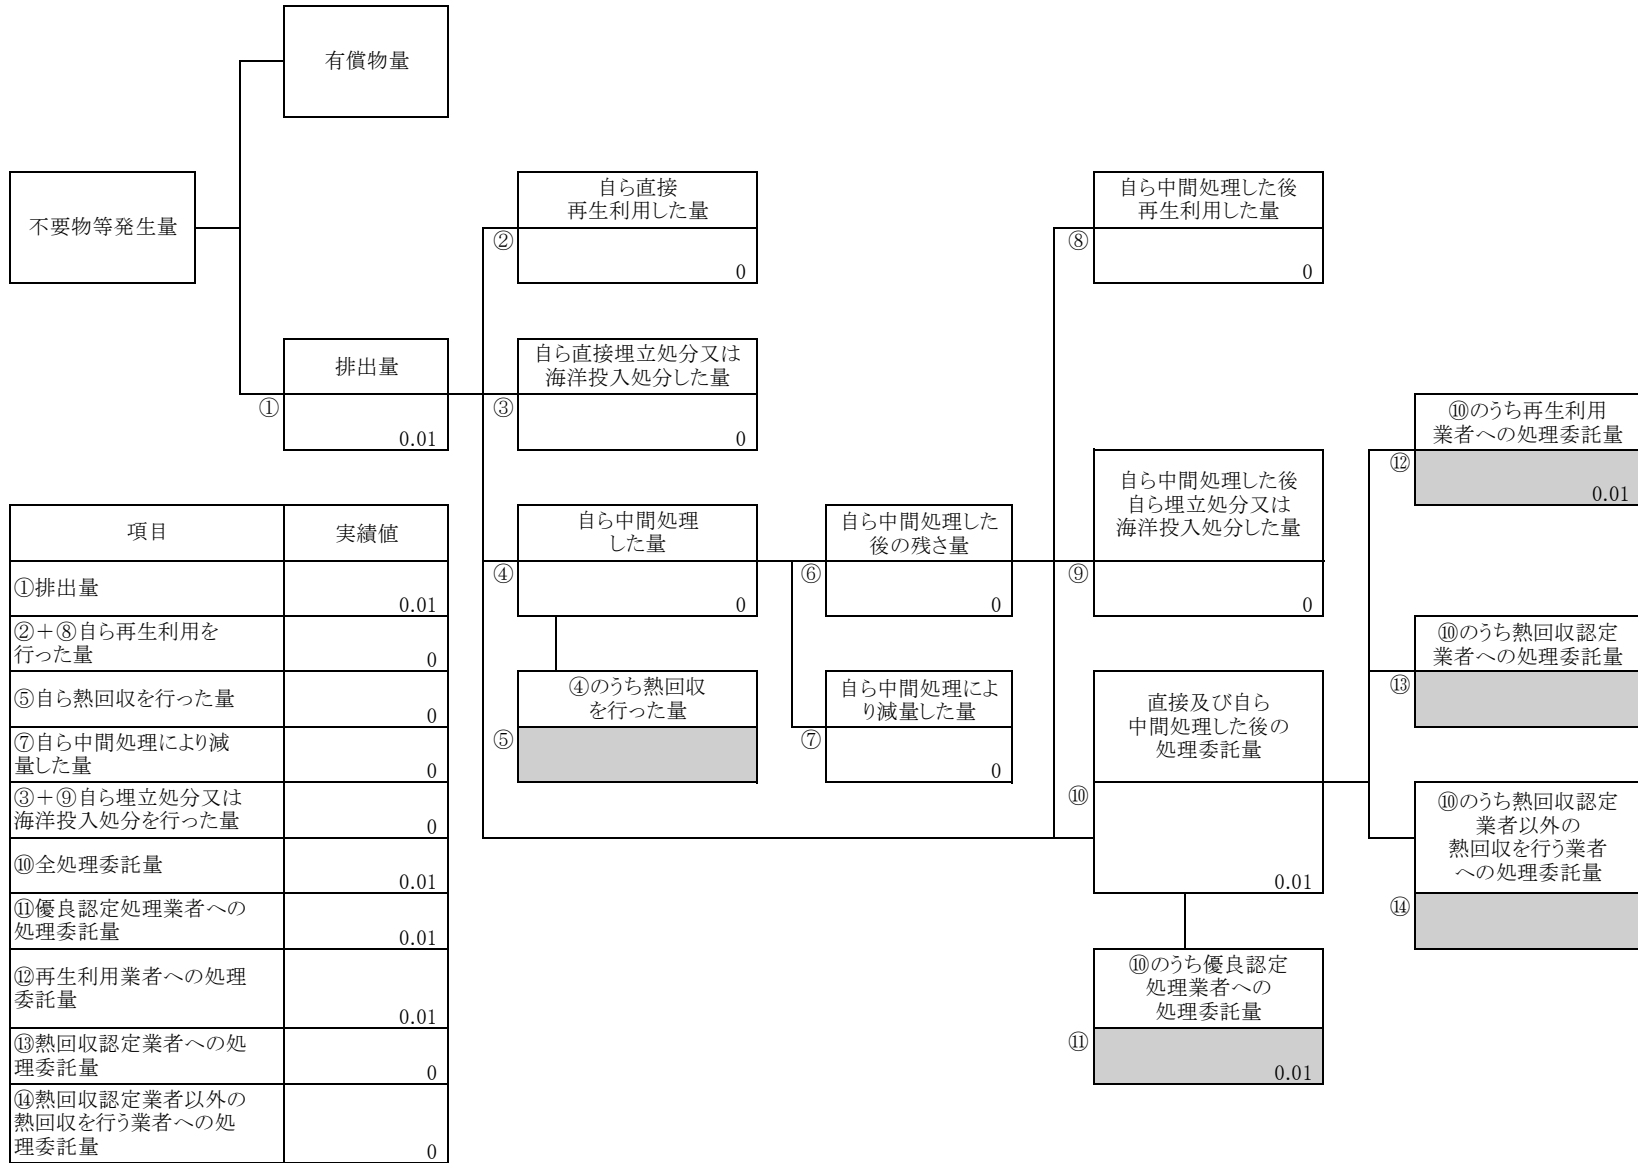 有償物量
不要物等発生量
自ら直接
再生利用した量
②
0
自ら中間処理した後
再生利用した量
⑧
0
排出量
①
0.01
自ら直接埋立処分又は
海洋投入処分した量
③
0
⑩のうち再生利用
業者への処理委託量
⑫
0.01
自ら中間処理
した量
④
0
自ら中間処理した
後の残さ量
⑥
0
自ら中間処理した後
自ら埋立処分又は
海洋投入処分した量
⑨
0
⑩のうち熱回収認定
業者への処理委託量
⑬
④のうち熱回収
を行った量
⑤
自ら中間処理によ
り減量した量
⑦
0
直接及び自ら
中間処理した後の
処理委託量
⑩
0.01
⑩のうち熱回収認定
業者以外の
熱回収を行う業者
への処理委託量
⑭
⑩のうち優良認定
処理業者への
処理委託量
⑪
0.01
項目 実績値
①排出量
0.01
②＋⑧自ら再生利用を
行った量
0
⑤自ら熱回収を行った量
0
⑦自ら中間処理により減
量した量
0
③＋⑨自ら埋立処分又は
海洋投入処分を行った量
0
⑩全処理委託量
0.01
⑪優良認定処理業者への
処理委託量
0.01
⑫再生利用業者への処理
委託量
0.01
⑬熱回収認定業者への処
理委託量
0
⑭熱回収認定業者以外の
熱回収を行う業者への処
理委託量
0